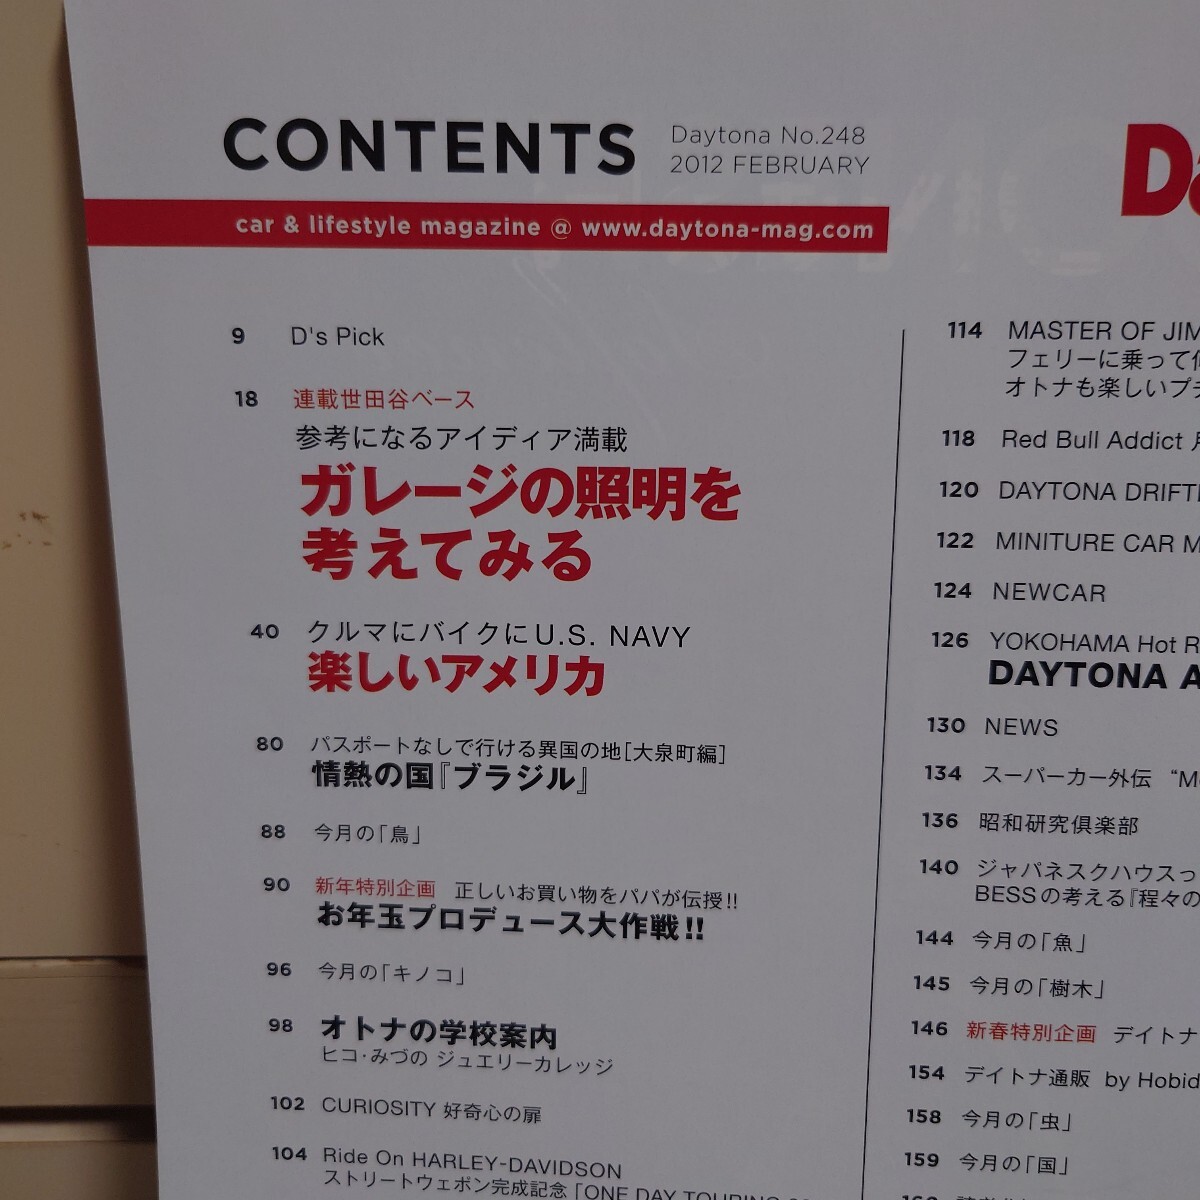 CONTENTS
Daytona No.248
2012 FEBRUARY
car & lifestyle magazine @ www.daytona-mag.com
9 D's Pick
18 連載世田谷ベース
参考になるアイディア満載
ガレージの照明を
考えてみる
40 クルマにバイクにU.S. NAVY
楽しいアメリカ
80 パスポートなしで行ける異国の地[大泉町編]
情熱の国『ブラジル』
88 今月の「鳥」
90 新年特別企画 正しいお買い物をパパが伝授!!
お年玉プロデュース大作戦!!
96 今月の「キノコ」
98 オトナの学校案内
ヒコ・みづの ジュエリーカレッジ
102 CURIOSITY 好奇心の扉
104 Ride On HARLEY-DAVIDSON
ストリートウェポン完成記念「ONE DAY TOURING
114 MASTER OF JIM
フェリーに乗って
オトナも楽しいプチ
118 Red Bull Addict
120 DAYTONA DRIFT
122 MINITURE CAR M
124 NEWCAR
126 YOKOHAMA Hot R
DAYTONA A
130 NEWS
134 スーパーカー外伝 “M
136 昭和研究倶楽部
140 ジャパネスクハウスっ
BESSの考える『程々の
144 今月の「魚」
145 今月の「樹木」
146 新春特別企画 デイトナ
154 デイトナ通販 by Hobid
158 今月の「虫」
159 今月の「国」